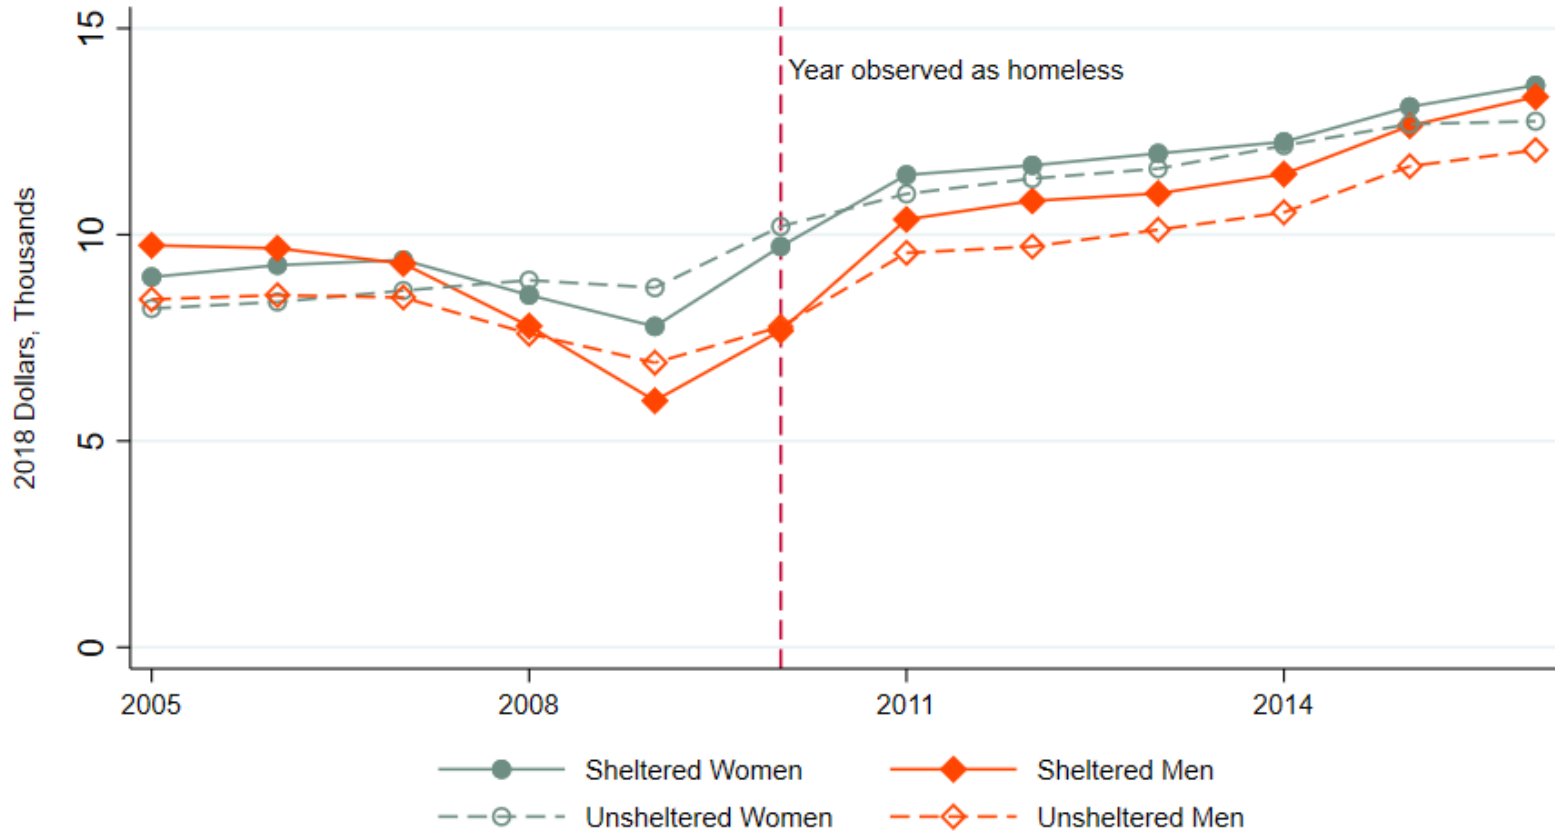 15
Year observed as homeless
10
2018 Dollars, Thousands
5
0
2005 2008 2011 2014
Sheltered Women Sheltered Men
Unsheltered Women Unsheltered Men